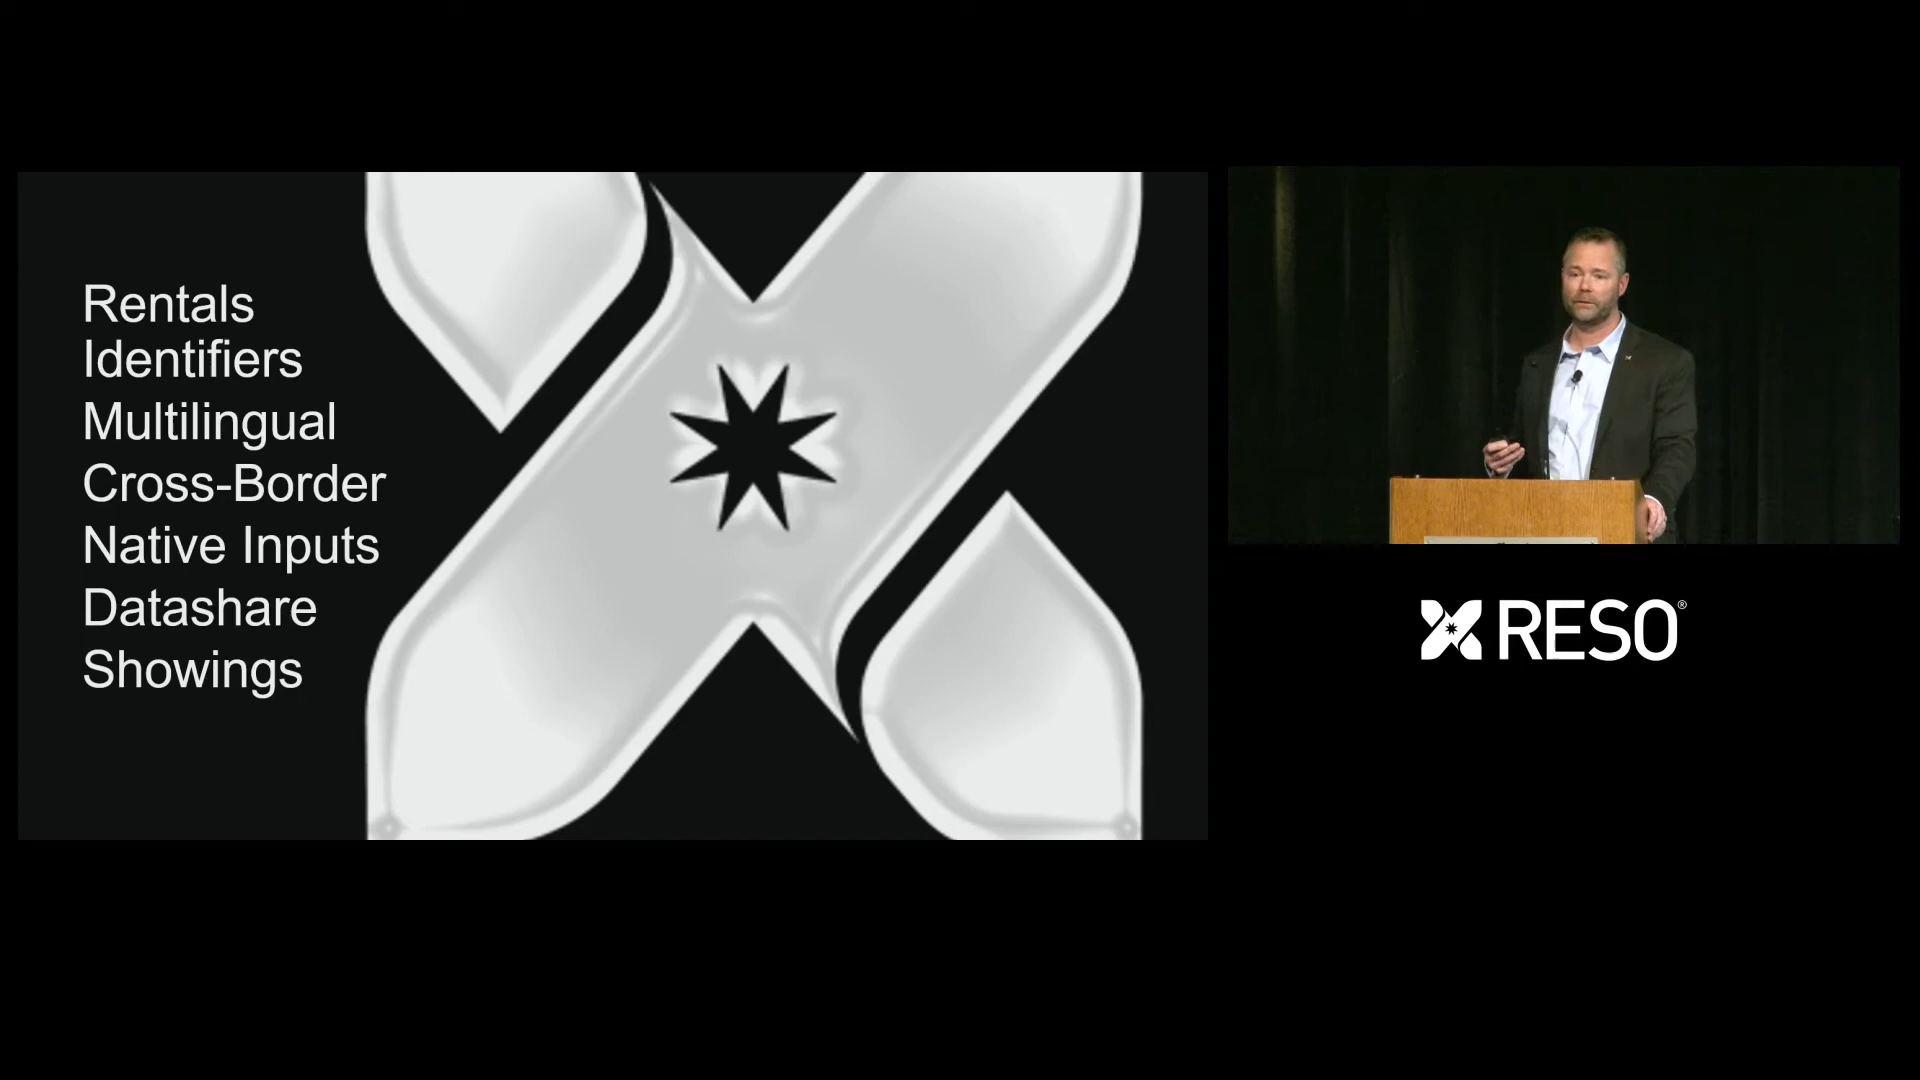 Rentals
Identifiers
Multilingual
Cross-Border
Native Inputs
Datashare
Showings
RESO®